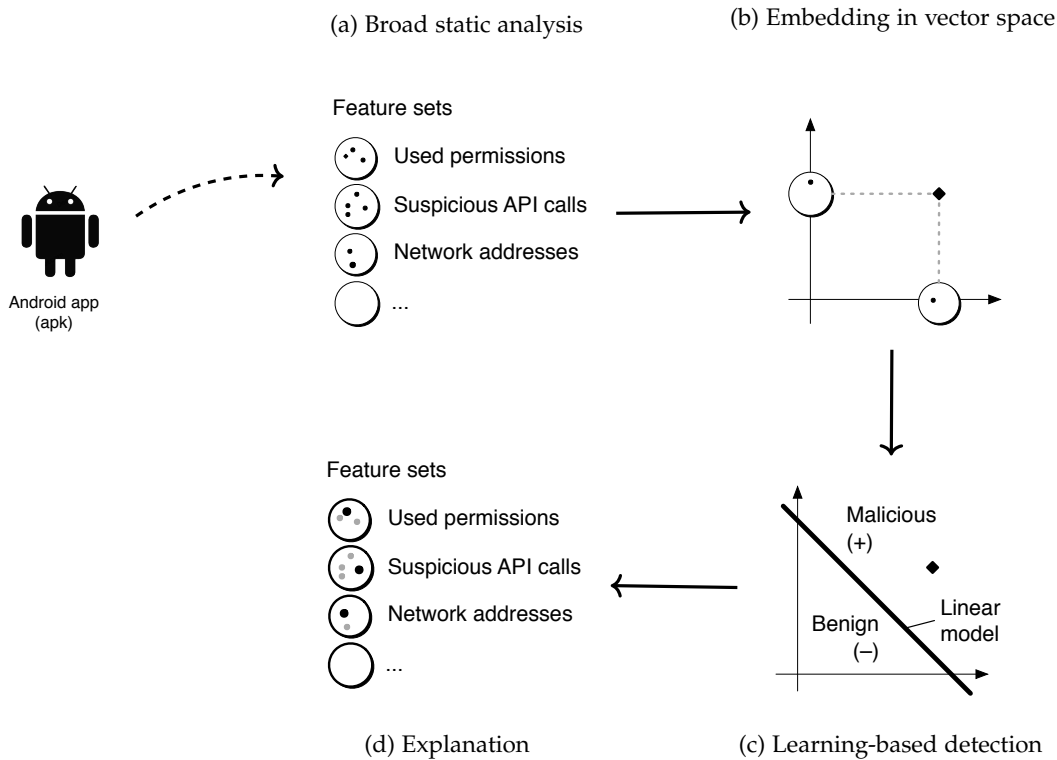 (a) Broad static analysis
(b) Embedding in vector space
Feature sets
Used permissions
Suspicious API calls
Network addresses
...
Android app
(apk)
Feature sets
Used permissions
Suspicious API calls
Network addresses
...
Malicious
(+)
Benign
(–)
Linear
model
(d) Explanation
(c) Learning-based detection